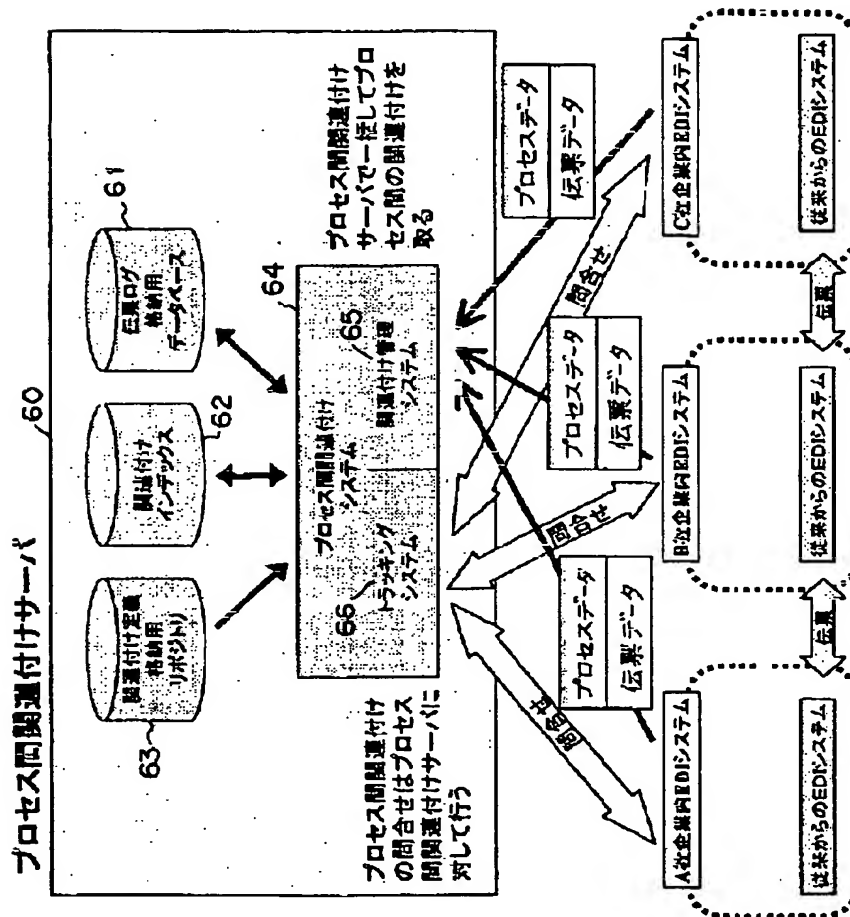 プロセス間関連付けサーバ
60
関連付け定義
格納用
リポジトリ
63
関連付け
インデックス
62
伝票ログ
格納用
データベース
61
プロセス間関連付け
システム
64
トラッキング
システム
66
関連付け管理
システム
65
プロセス間関連付け
の問合せはプロセス
間関連付けサーバに
対して行う
プロセス間関連付け
サーバで一括してプロ
セス間の関連付けを
取る
問合せ
問合せ
問合せ
プロセスデータ
伝票データ
プロセスデータ
伝票データ
プロセスデータ
伝票データ
A社企業内EDIシステム
B社企業内EDIシステム
C社企業内EDIシステム
従来からのEDIシステム
伝票
従来からのEDIシステム
伝票
従来からのEDIシステム